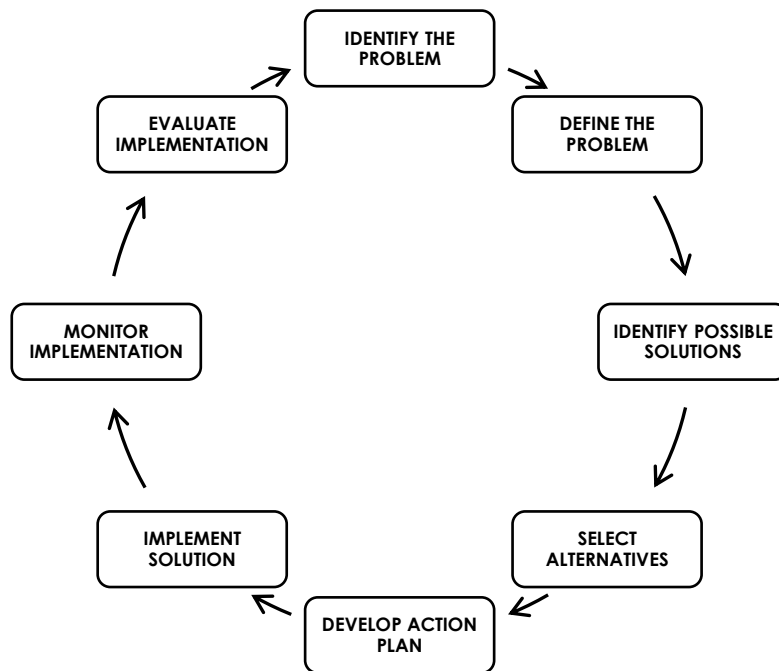 IDENTIFY THE
PROBLEM
DEFINE THE
PROBLEM
IDENTIFY POSSIBLE
SOLUTIONS
SELECT
ALTERNATIVES
DEVELOP ACTION
PLAN
IMPLEMENT
SOLUTION
MONITOR
IMPLEMENTATION
EVALUATE
IMPLEMENTATION